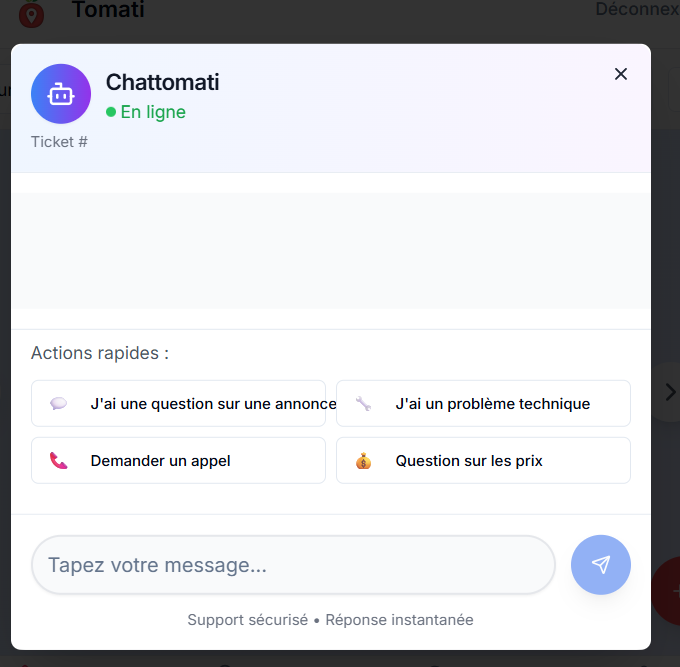 Tomati
Déconnex
Chattomati
En ligne
Ticket #
Actions rapides :
J'ai une question sur une annonce
J'ai un problème technique
Demander un appel
Question sur les prix
Tapez votre message...
Support sécurisé • Réponse instantanée